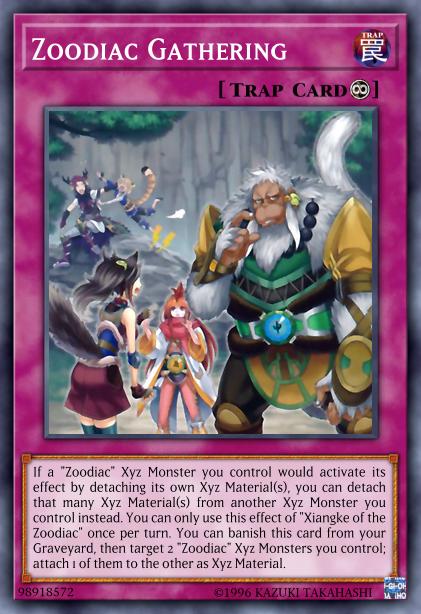 ZOODIAC GATHERING
TRAP
罠
[TRAP CARD]
If a "Zoodiac" Xyz Monster you control would activate its
effect by detaching its own Xyz Material(s), you can detach
that many Xyz Material(s) from another Xyz Monster you
control instead. You can only use this effect of "Xiangke of the
Zoodiac" once per turn. You can banish this card from your
Graveyard, then target 2 "Zoodiac" Xyz Monsters you control;
attach 1 of them to the other as Xyz Material.
98918572
©1996 KAZUKI TAKAHASHI